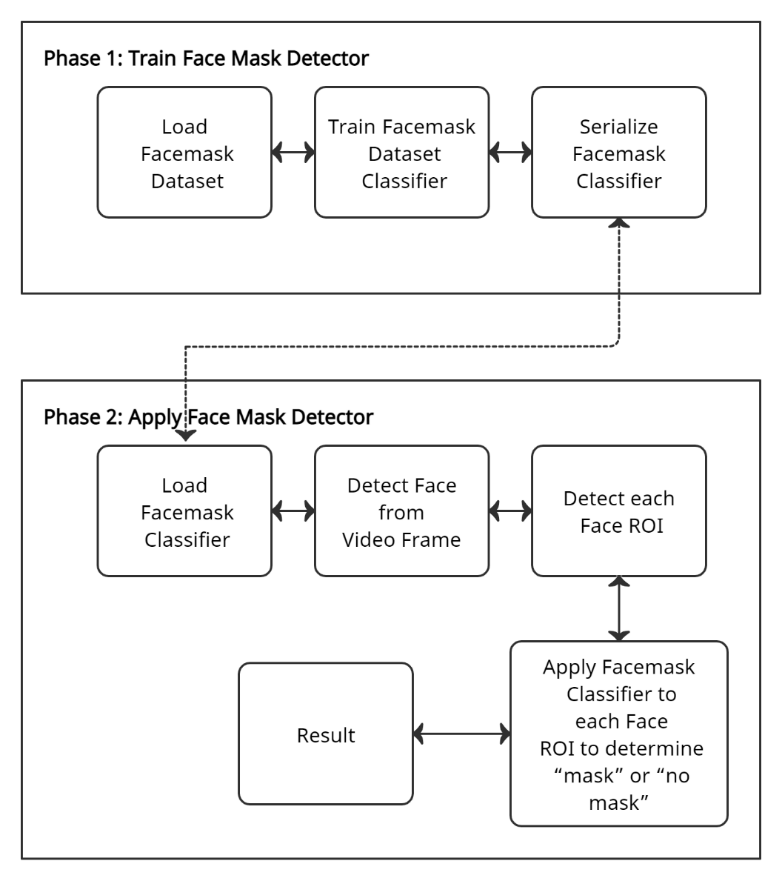 Phase 1: Train Face Mask Detector
Load
Facemask
Dataset
Train Facemask
Dataset
Classifier
Serialize
Facemask
Classifier
Phase 2: Apply Face Mask Detector
Load
Facemask
Classifier
Detect Face
from
Video Frame
Detect each
Face ROI
Apply Facemask
Classifier to
each Face
ROI to determine
“mask” or “no
mask”
Result